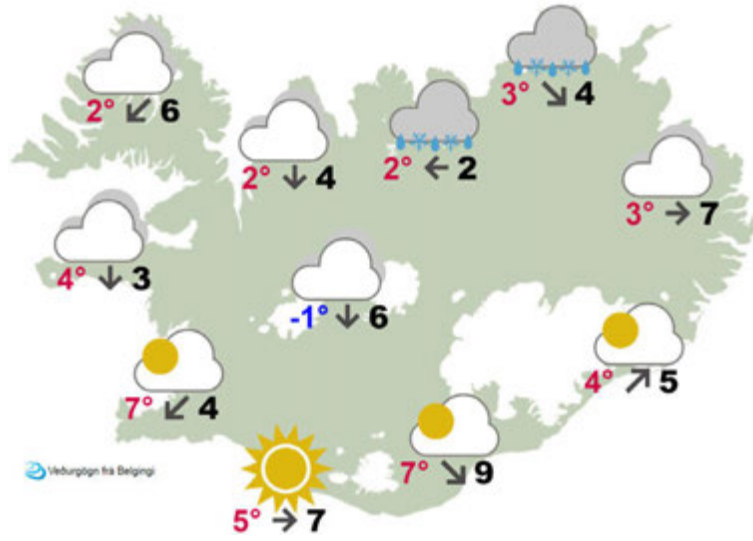 3° ↘ 4
2° ↙ 6
2° ↓ 4
2° ← 2
3° → 7
4° ↓ 3
-1° ↓ 6
7° ↙ 4
4° ↗ 5
7° ↘ 9
Veðurgögn frá Belgingi
5° → 7